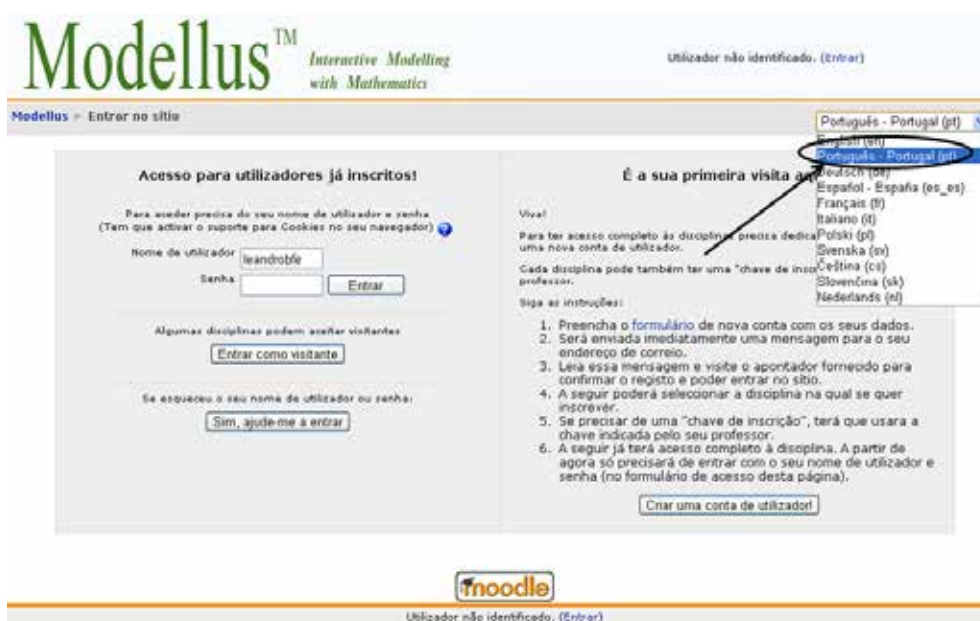 Modellus™ Interactive Modelling
with Mathematics
Utilizador não identificado. (Entrar)
Modellus ► Entrar no sítio
Português - Portugal (pt)
English (en)
Português - Portugal (pt)
Deutsch (de)
Español - España (es_es)
Français (fr)
Italiano (it)
Polski (pl)
Svenska (sv)
Čeština (cs)
Slovenčina (sk)
Nederlands (nl)
Acesso para utilizadores já inscritos!
Para aceder precisa do seu nome de utilizador e senha
(Tem que activar o suporte para Cookies no seu navegador)
Nome de utilizador leandrobfe
Senha Entrar
Algumas disciplinas podem aceitar visitantes
Entrar como visitante
Se esqueceu o seu nome de utilizador ou senha:
Sim, ajude-me a entrar
É a sua primeira visita
Viva!
Para ter acesso completo às disciplinas precisa
uma nova conta de utilizador.
Cada disciplina pode também ter uma "chave de
professor.
Siga as instruções:
1. Preencha o formulário de nova conta com os seus dados.
2. Será enviada imediatamente uma mensagem para o seu
endereço de correio.
3. Leia essa mensagem e visite o apontador fornecido para
confirmar o registo e poder entrar no sítio.
4. A seguir poderá seleccionar a disciplina na qual se quer
inscrever.
5. Se precisar de uma "chave de inscrição", terá que usara a
chave indicada pelo seu professor.
6. A seguir já terá acesso completo à disciplina. A partir de
agora só precisará de entrar com o seu nome de utilizador e
senha (no formulário de acesso desta página).
Criar uma conta de utilizador!
moodle
Utilizador não identificado. (Entrar)